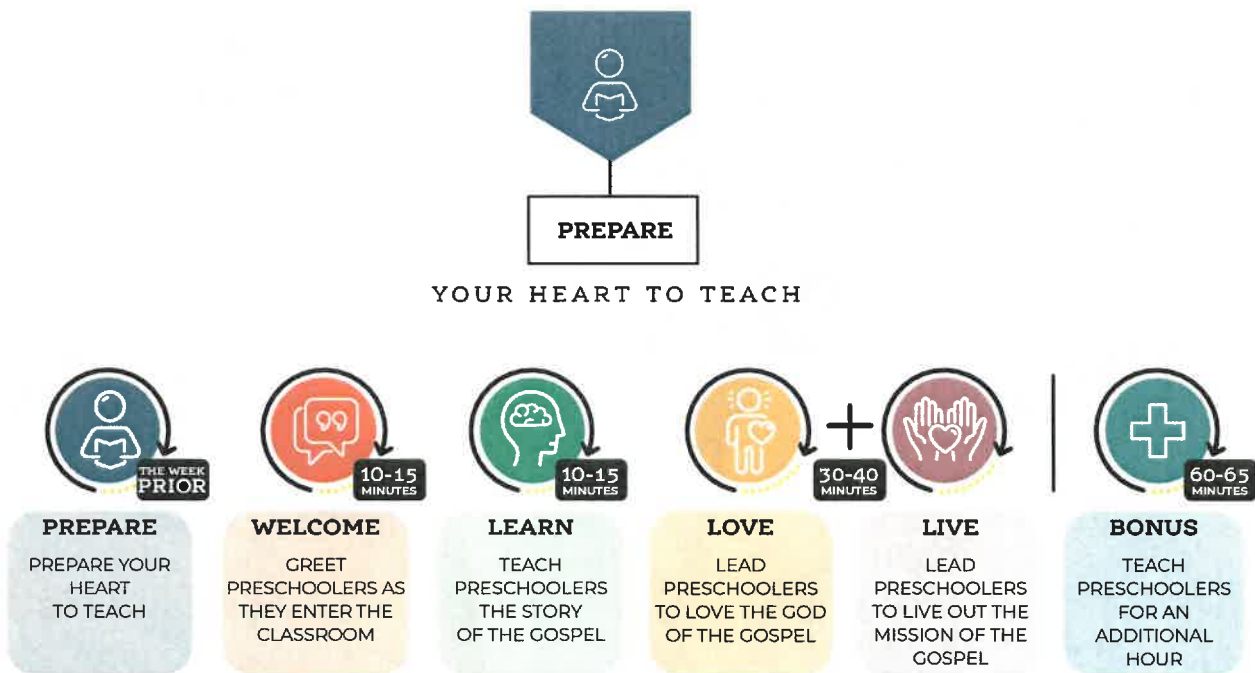 PREPARE
YOUR HEART TO TEACH
THE WEEK
PRIOR
10-15
MINUTES
10-15
MINUTES
30-40
MINUTES
60-65
MINUTES
PREPARE
PREPARE YOUR
HEART
TO TEACH
WELCOME
GREET
PRESCHOOLERS AS
THEY ENTER THE
CLASSROOM
LEARN
TEACH
PRESCHOOLERS
THE STORY
OF THE GOSPEL
LOVE
LEAD
PRESCHOOLERS
TO LOVE THE GOD
OF THE GOSPEL
LIVE
LEAD
PRESCHOOLERS
TO LIVE OUT THE
MISSION OF THE
GOSPEL
BONUS
TEACH
PRESCHOOLERS
FOR AN
ADDITIONAL
HOUR